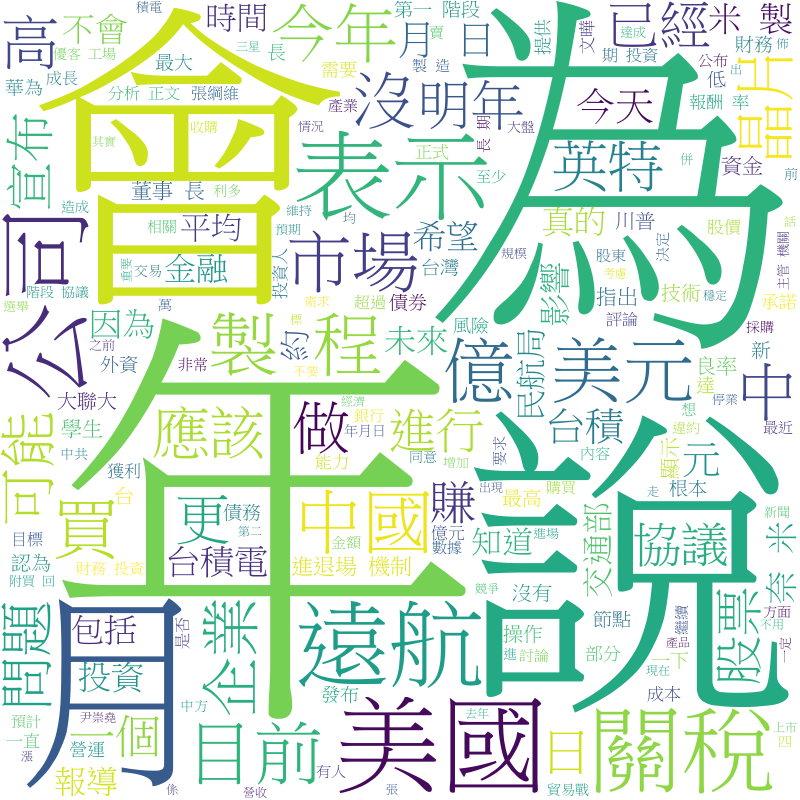 積電
優客 工場
第一 階段
賣
文曄
提供
達成
佈
已經
米 製
公布
出
高
不會
時間
今年
月 日
三星 長
需要
製 造
期 投資
財務
低
華為
成長
最大
會
為
沒
明年
今天
晶片
分析 正文
張綱維
產業
報酬 率
宣布
其實
收購
情況
正式
長 期
大盤
表示
英特
資金
併
前
公司
董事 長
利多
至少
真的
川普
股價
話
造成
相關
平均
預期
維持
均
市場
希望
影響
股東
決定
主管 機關
階段 協議
重要
交易
金融
投資人
台灣
規模
考慮
指出
技術
穩定
承諾
選舉
因為
萬
需求
標
超過
債券
風險
評論
採購
之前
外資
非常
製 程
約
不要
未來
億
美元
民航局
良率
新
中
可能
大聯大
學生
應該
做
經濟
進行
台積
達
想
停業
最近
中共
獲利
年
銀行
年月日
能力
同意
增加
說
要求
內容
顯示
元
違約
買
台
更
債務
中國
賺
最高
購買
根本
走
目標
第二
金額
億元
數據
出現
進場
知道
交通部
協議
奈 米
新聞
認為
附買 回
財務 投資
台積電
進退場 機制
競爭
沒有
節點
股票
方面
不用
問題
月
包括
是否
企業
遠航
操作
進
討論
部分
一下
產品
繼續
一定
投資
發布
成本
現在
預計
尹崇堯
中方
一直
漲
一個
營運
目前
美國
去年
日
關稅
上市
四
報導
有人
係
營收
張
貿易戰